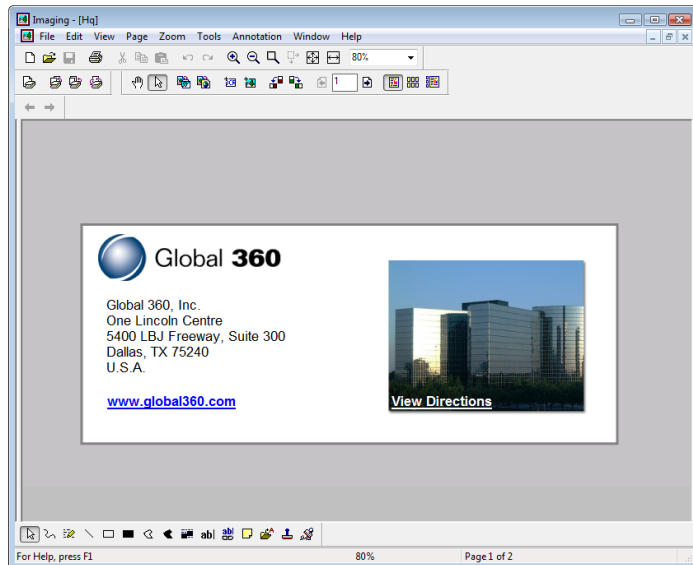 Imaging - [Hq]
File Edit View Page Zoom Tools Annotation Window Help
80%
1
Global 360
Global 360, Inc.
One Lincoln Centre
5400 LBJ Freeway, Suite 300
Dallas, TX 75240
U.S.A.
www.global360.com
View Directions
ab| ab|
For Help, press F1 80% Page 1 of 2